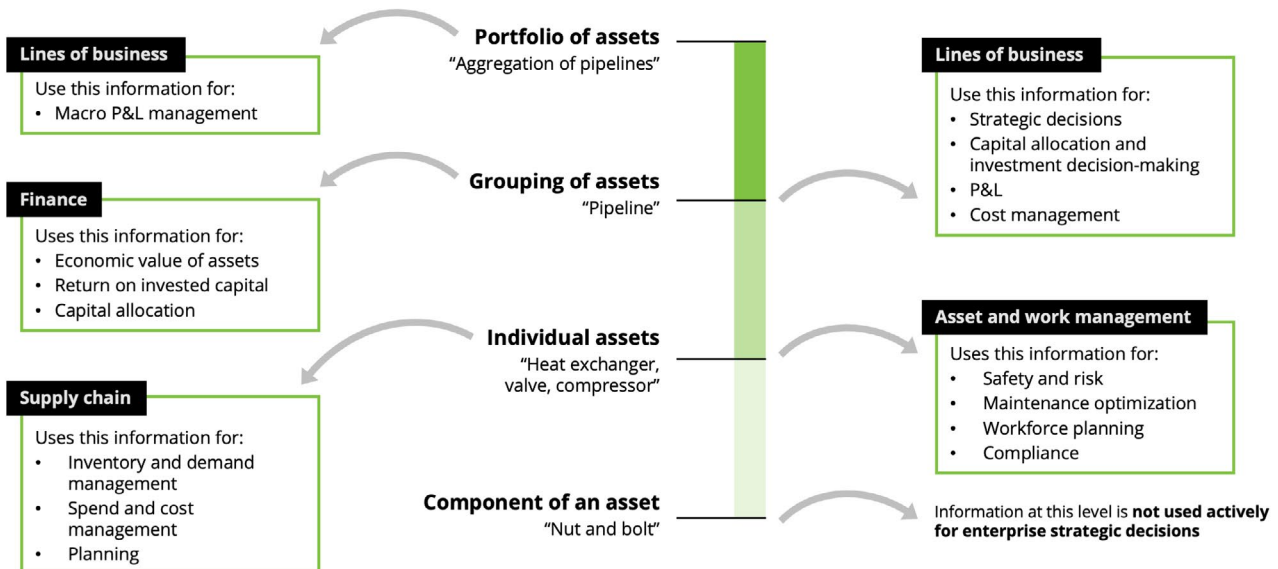 Portfolio of assets
“Aggregation of pipelines”
Lines of business
Use this information for:
• Macro P&L management
Lines of business
Use this information for:
• Strategic decisions
• Capital allocation and
investment decision-making
• P&L
• Cost management
Grouping of assets
“Pipeline”
Finance
Uses this information for:
• Economic value of assets
• Return on invested capital
• Capital allocation
Individual assets
“Heat exchanger,
valve, compressor”
Asset and work management
Uses this information for:
• Safety and risk
• Maintenance optimization
• Workforce planning
• Compliance
Supply chain
Uses this information for:
• Inventory and demand
management
• Spend and cost
management
• Planning
Component of an asset
“Nut and bolt”
Information at this level is not used actively
for enterprise strategic decisions